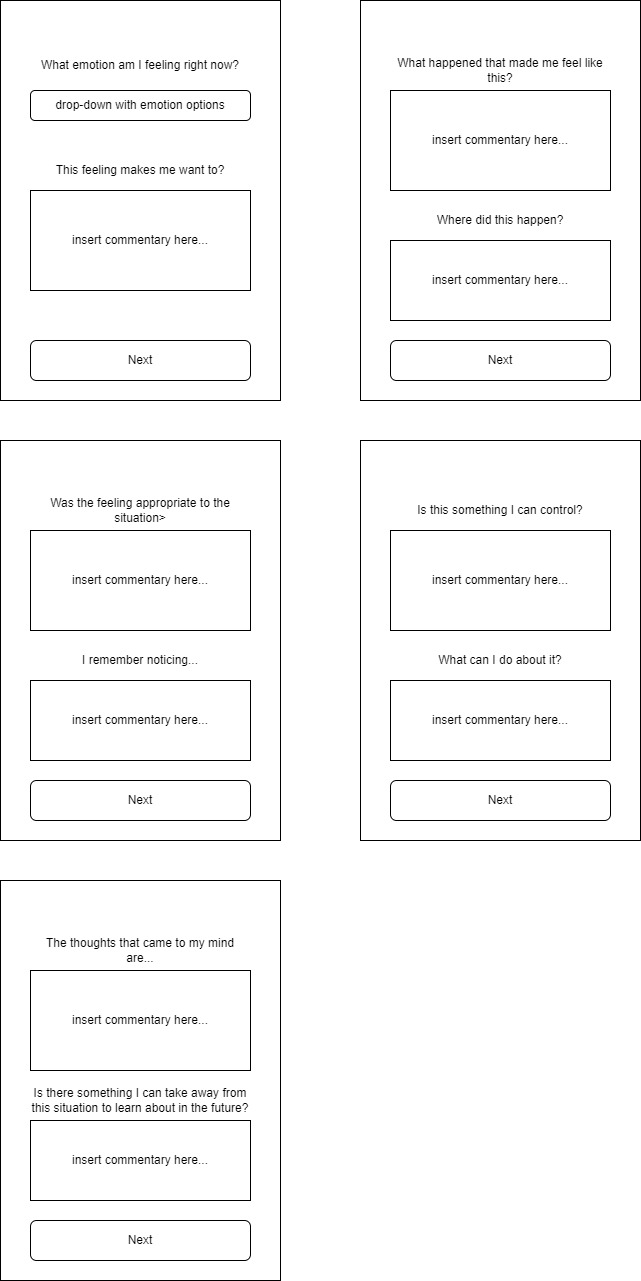 What emotion am I feeling right now?
drop-down with emotion options
This feeling makes me want to?
insert commentary here...
Next
What happened that made me feel like
this?
insert commentary here...
Where did this happen?
insert commentary here...
Next
Was the feeling appropriate to the
situation>
insert commentary here...
I remember noticing...
insert commentary here...
Next
Is this something I can control?
insert commentary here...
What can I do about it?
insert commentary here...
Next
The thoughts that came to my mind
are...
insert commentary here...
Is there something I can take away from
this situation to learn about in the future?
insert commentary here...
Next